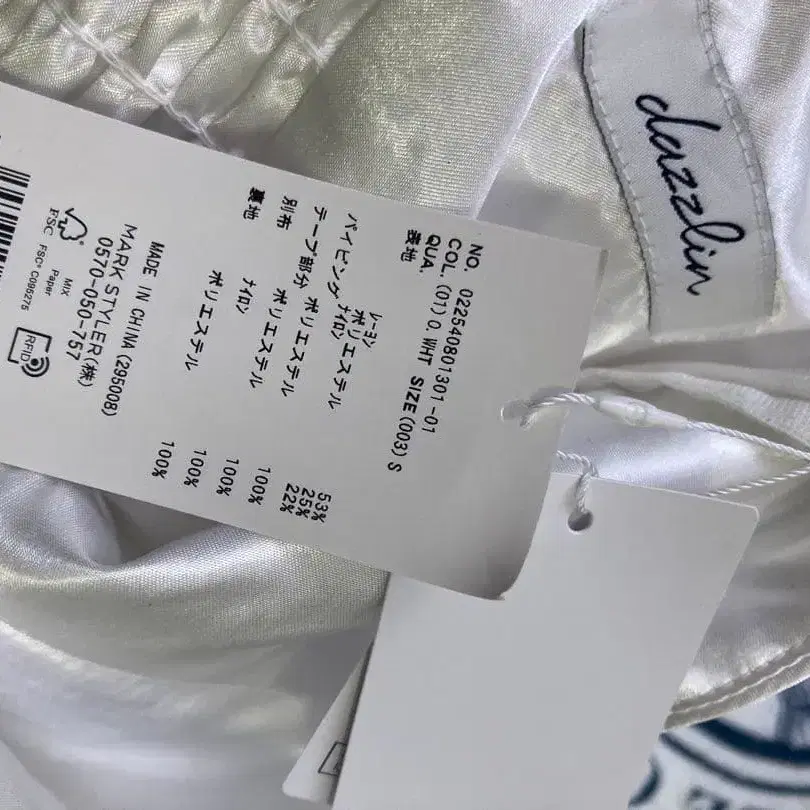 dazzlin
NO. 022540801301-01
COL. (01) O. WHT SIZE (003) S
QUA.
表地
レーヨン 53%
ポリエステル 25%
ナイロン 22%
パイピング ポリエステル 100%
テープ部分 ポリエステル 100%
別布 ナイロン 100%
裏地 ポリエステル 100%
MADE IN CHINA (295008)
MARK STYLER(株)
0570-050-757
FSC
MIX
Paper
FSC® C095275
RFID